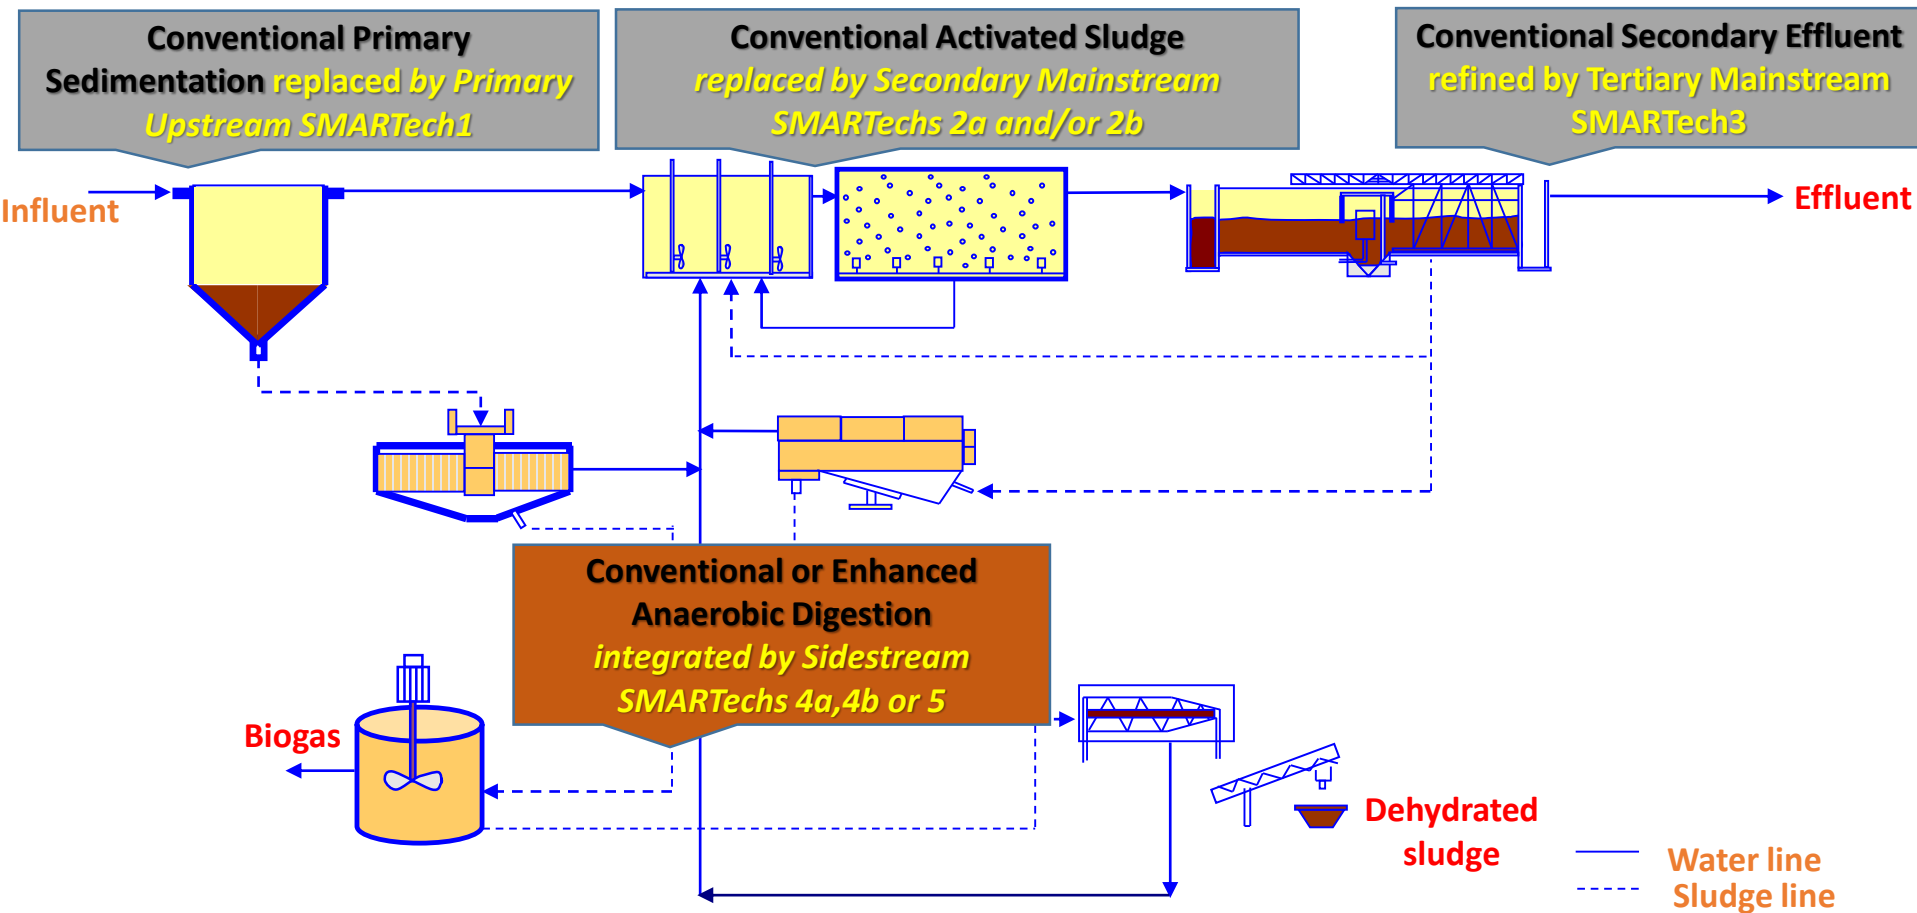 Conventional Primary
Sedimentation replaced by Primary
Upstream SMARTech1
Conventional Activated Sludge
replaced by Secondary Mainstream
SMARTechs 2a and/or 2b
Conventional Secondary Effluent
refined by Tertiary Mainstream
SMARTech3
Influent
Effluent
Conventional or Enhanced
Anaerobic Digestion
integrated by Sidestream
SMARTechs 4a,4b or 5
Biogas
Dehydrated
sludge
Water line
Sludge line